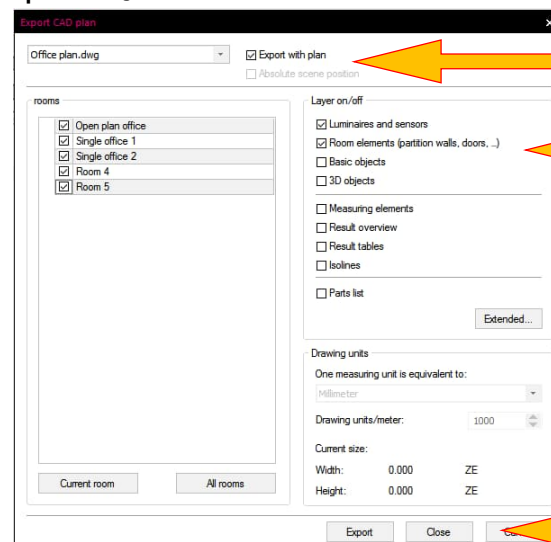 Export CAD plan
Office plan.dwg
Export with plan
Absolute scene position
rooms
Open plan office
Single office 1
Single office 2
Room 4
Room 5
Current room
All rooms
Layer on/off
Luminaires and sensors
Room elements (partition walls, doors, ...)
Basic objects
3D objects
Measuring elements
Result overview
Result tables
Isolines
Parts list
Extended...
Drawing units
One measuring unit is equivalent to:
Millimeter
Drawing units/meter: 1000
Current size:
Width: 0.000 ZE
Height: 0.000 ZE
Export Close